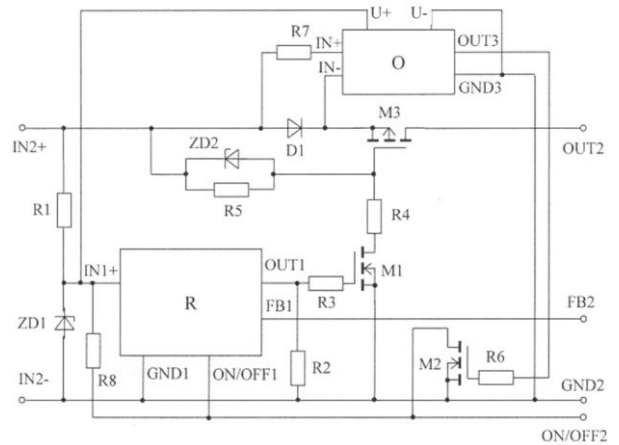 U+ U-
R7 IN+ OUT3
IN- O
GND3
M3
IN2+ ZD2 D1 OUT2
R1 R5 R4
IN1+ OUT1 M1
R R3
ZD1 FB1 FB2
R8 GND1 ON/OFF1 R2 M2 R6
IN2- GND2
ON/OFF2